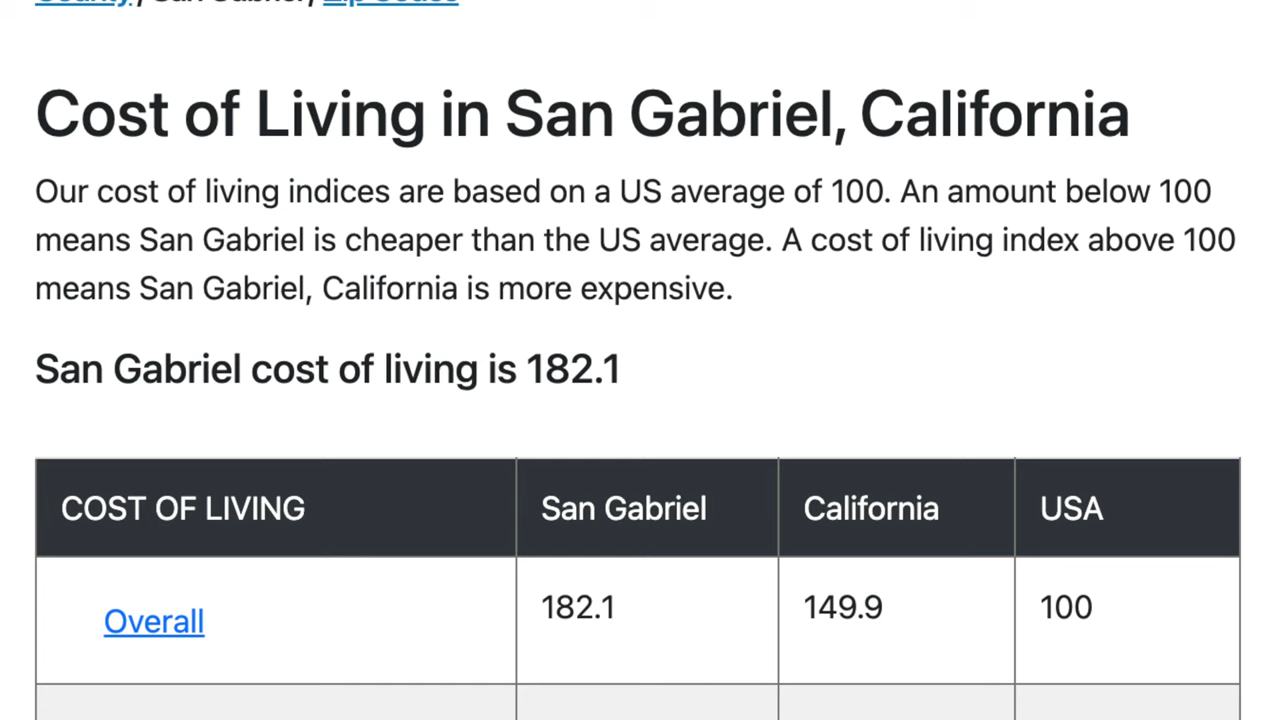 Cost of Living in San Gabriel, California
Our cost of living indices are based on a US average of 100. An amount below 100
means San Gabriel is cheaper than the US average. A cost of living index above 100
means San Gabriel, California is more expensive.
San Gabriel cost of living is 182.1
COST OF LIVING San Gabriel California USA
Overall 182.1 149.9 100